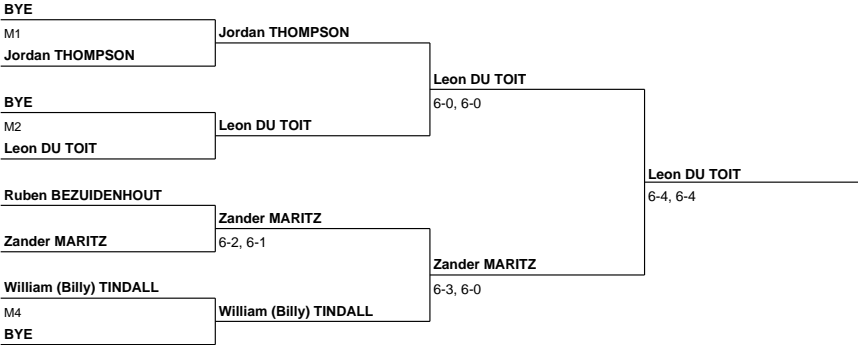 BYE
M1
Jordan THOMPSON
Jordan THOMPSON
BYE
M2
Leon DU TOIT
Leon DU TOIT
Leon DU TOIT
6-0, 6-0
Ruben BEZUIDENHOUT
Zander MARITZ
Zander MARITZ
6-2, 6-1
William (Billy) TINDALL
M4
BYE
William (Billy) TINDALL
Zander MARITZ
6-3, 6-0
Leon DU TOIT
6-4, 6-4